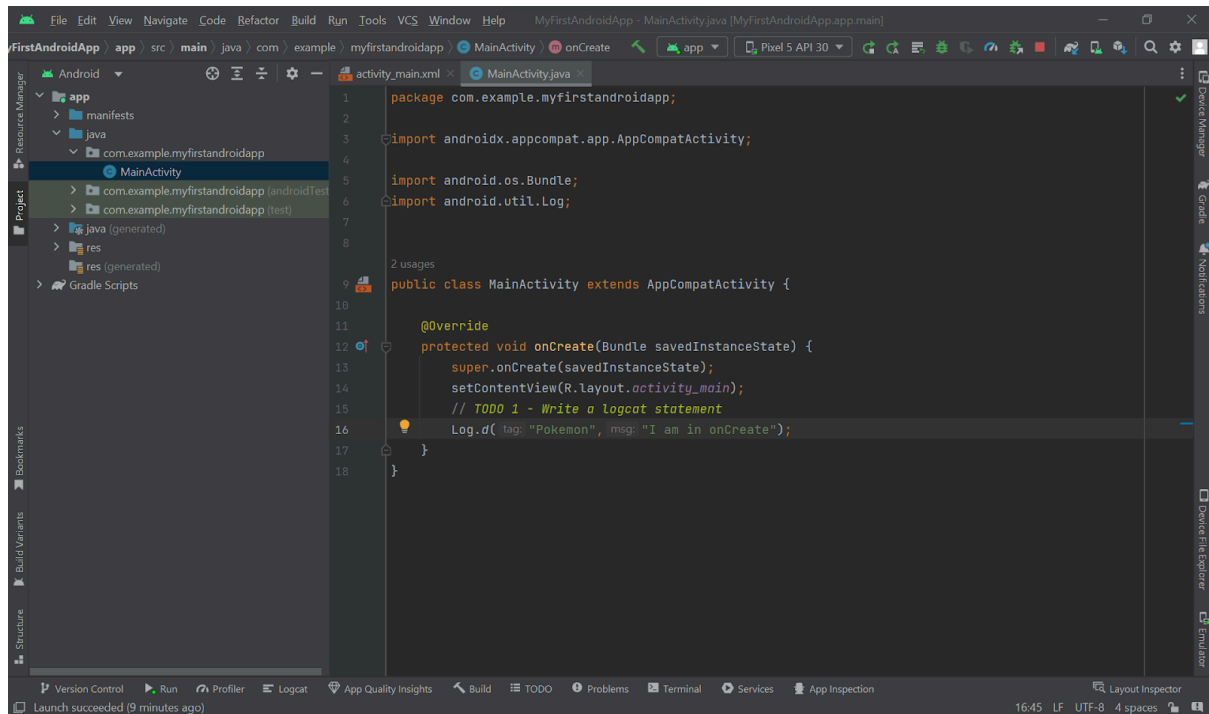 File Edit View Navigate Code Refactor Build Run Tools VCS Window Help MyFirstAndroidApp - MainActivity.java [MyFirstAndroidApp.app.main]
yFirstAndroidApp app src main java com example myfirstandroidapp MainActivity onCreate app Pixel 5 API 30
Android
activity_main.xml MainActivity.java
app
manifests
java
com.example.myfirstandroidapp
MainActivity
com.example.myfirstandroidapp (androidTest
com.example.myfirstandroidapp (test)
java (generated)
res
res (generated)
Gradle Scripts
1 package com.example.myfirstandroidapp;
2
3 import androidx.appcompat.app.AppCompatActivity;
4
5 import android.os.Bundle;
6 import android.util.Log;
7
8
2 usages
9 public class MainActivity extends AppCompatActivity {
10
11 @Override
12 protected void onCreate(Bundle savedInstanceState) {
13 super.onCreate(savedInstanceState);
14 setContentView(R.layout.activity_main);
15 // TODO 1 - Write a logcat statement
16 Log.d( tag: "Pokemon", msg: "I am in onCreate");
17 }
18 }
Resource Manager
Project
Bookmarks
Build Variants
Structure
Device Manager
Gradle
Notifications
Device File Explorer
Emulator
Version Control Run Profiler Logcat App Quality Insights Build TODO Problems Terminal Services App Inspection Layout Inspector
Launch succeeded (9 minutes ago) 16:45 LF UTF-8 4 spaces